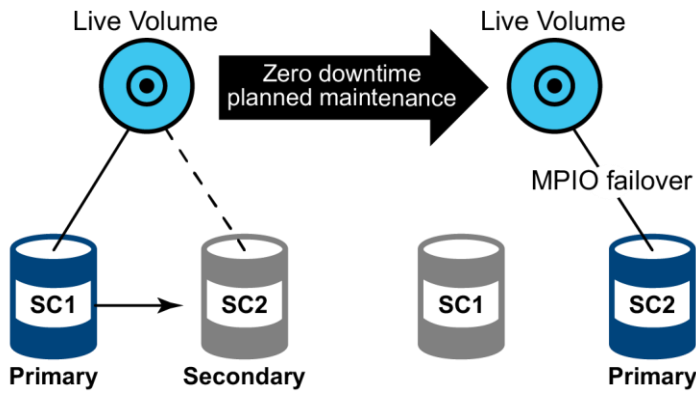 Live Volume
Zero downtime
planned maintenance
Live Volume
MPIO failover
SC1
SC2
SC1
SC2
Primary
Secondary
Primary